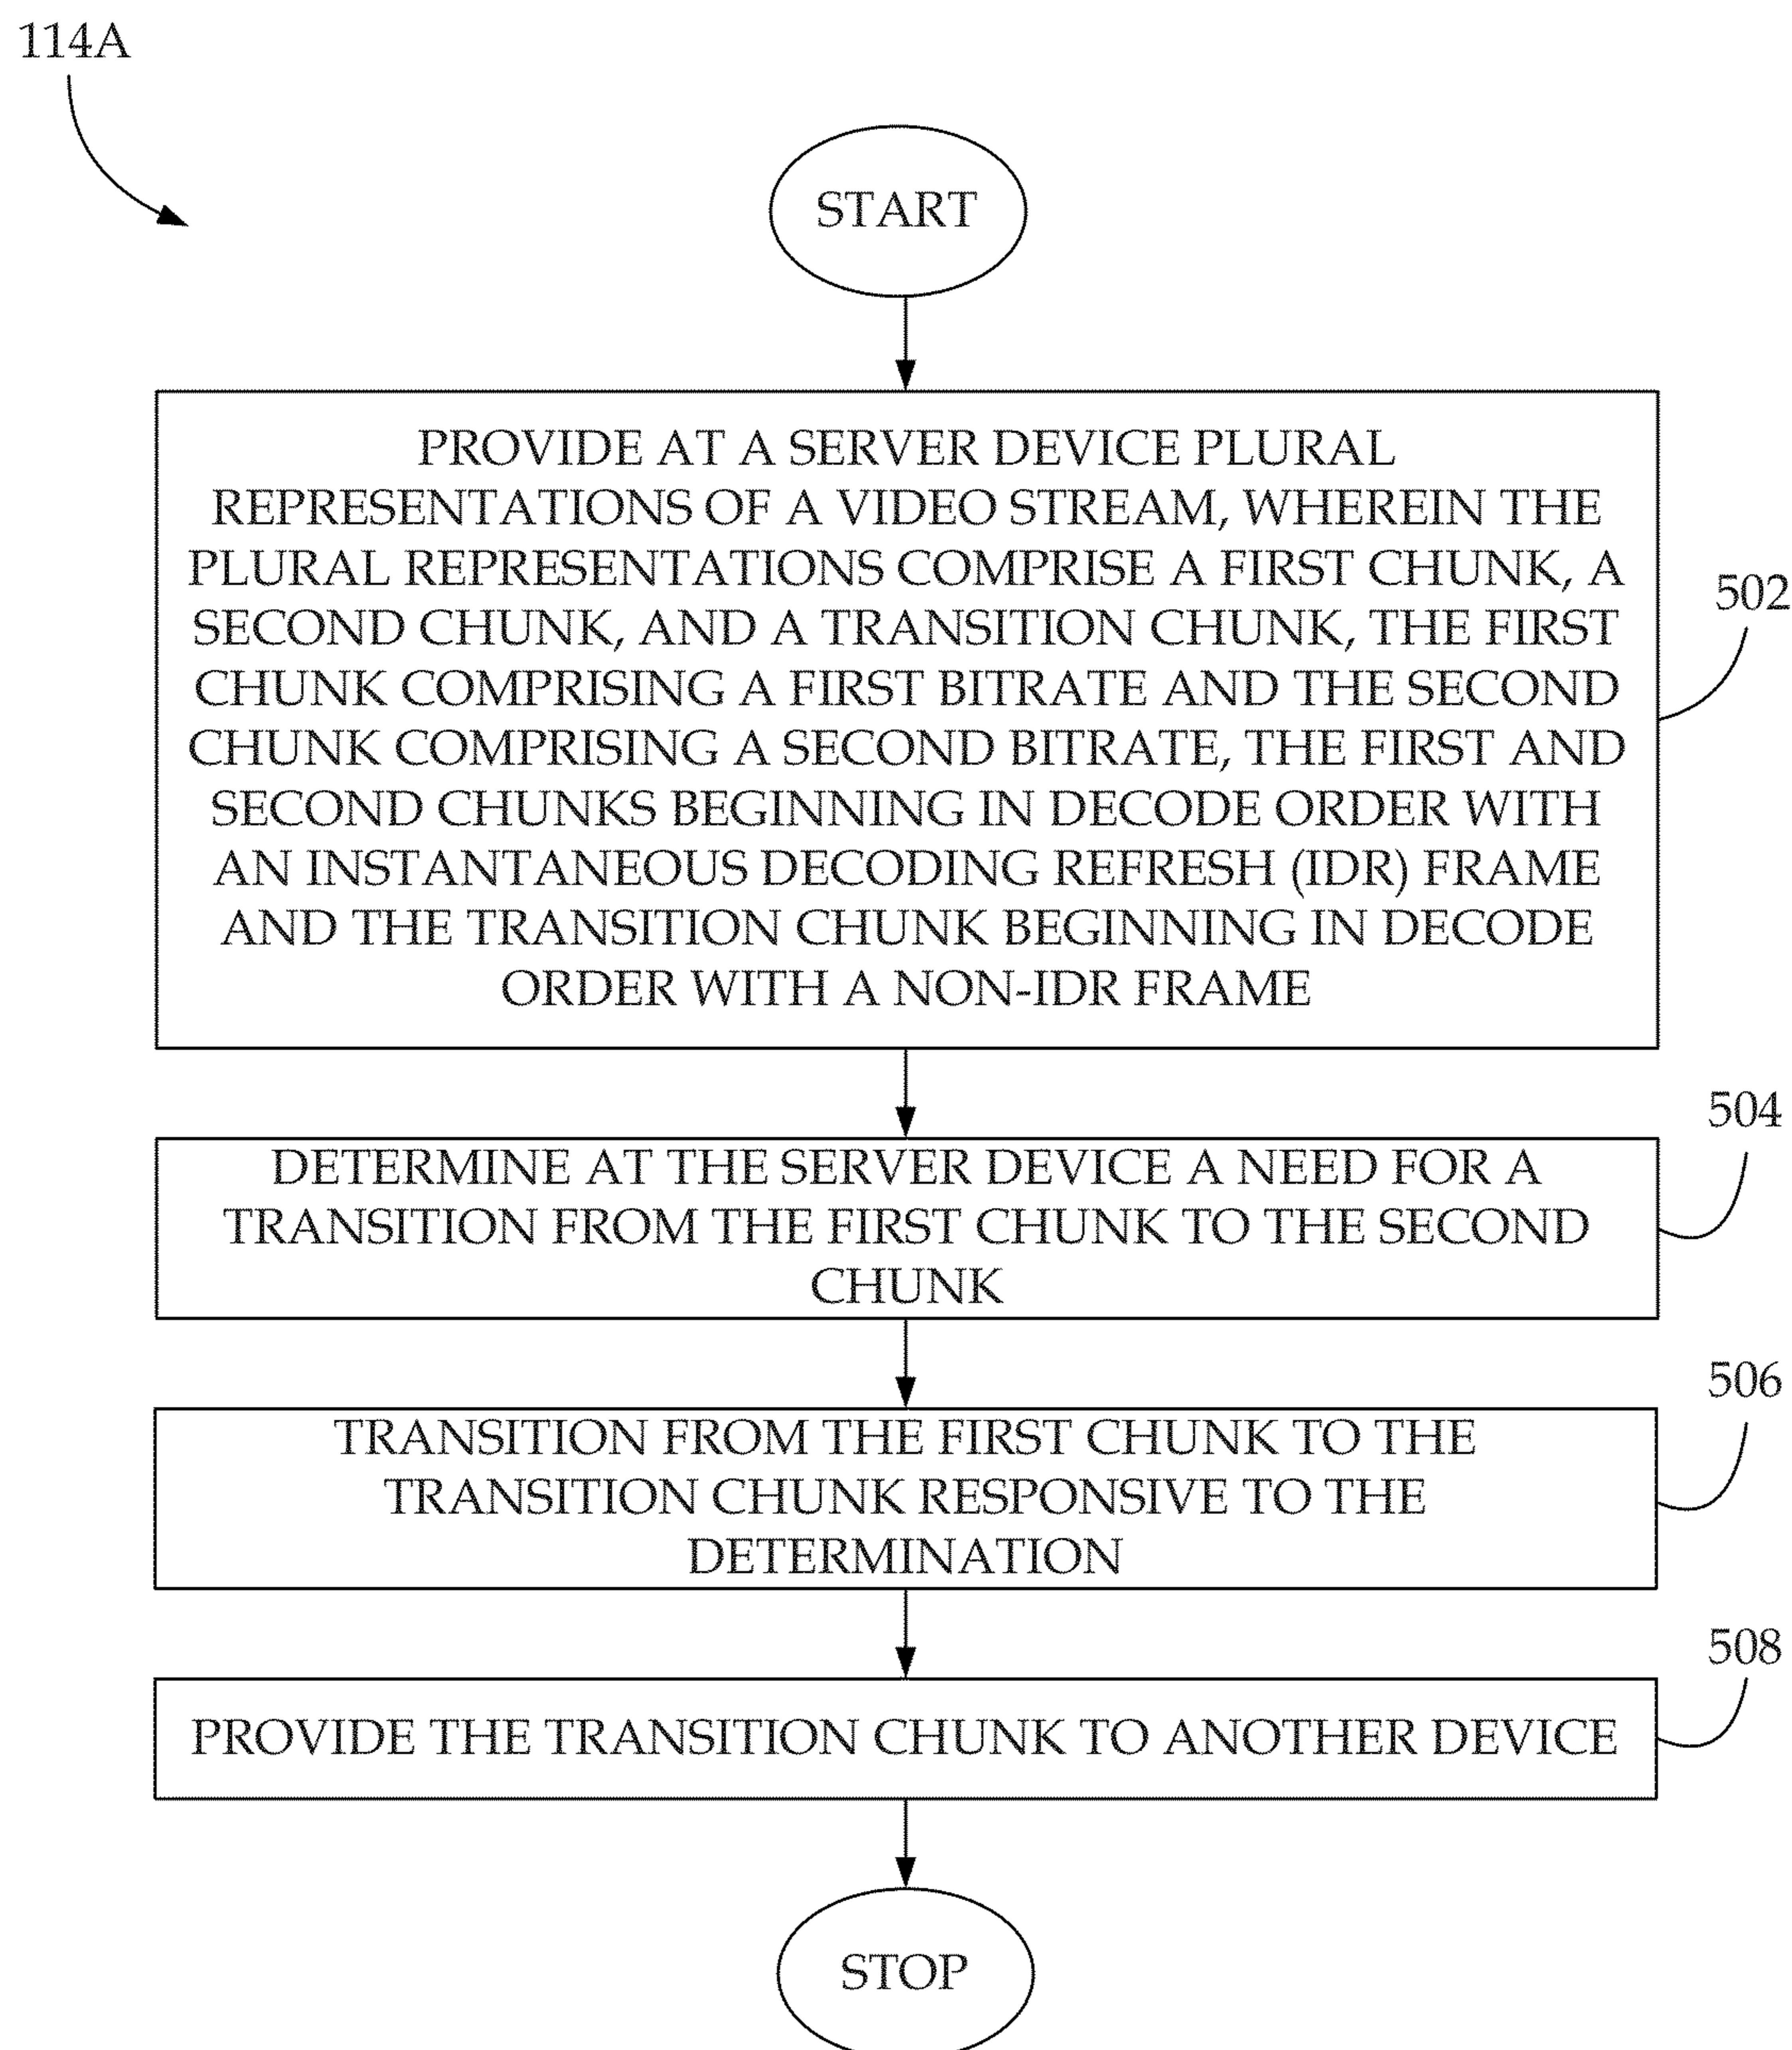 114A
START
PROVIDE AT A SERVER DEVICE PLURAL
REPRESENTATIONS OF A VIDEO STREAM, WHEREIN THE
PLURAL REPRESENTATIONS COMPRISE A FIRST CHUNK, A
SECOND CHUNK, AND A TRANSITION CHUNK, THE FIRST
CHUNK COMPRISING A FIRST BITRATE AND THE SECOND
CHUNK COMPRISING A SECOND BITRATE, THE FIRST AND
SECOND CHUNKS BEGINNING IN DECODE ORDER WITH
AN INSTANTANEOUS DECODING REFRESH (IDR) FRAME
AND THE TRANSITION CHUNK BEGINNING IN DECODE
ORDER WITH A NON-IDR FRAME
502
DETERMINE AT THE SERVER DEVICE A NEED FOR A
TRANSITION FROM THE FIRST CHUNK TO THE SECOND
CHUNK
504
TRANSITION FROM THE FIRST CHUNK TO THE
TRANSITION CHUNK RESPONSIVE TO THE
DETERMINATION
506
PROVIDE THE TRANSITION CHUNK TO ANOTHER DEVICE
508
STOP